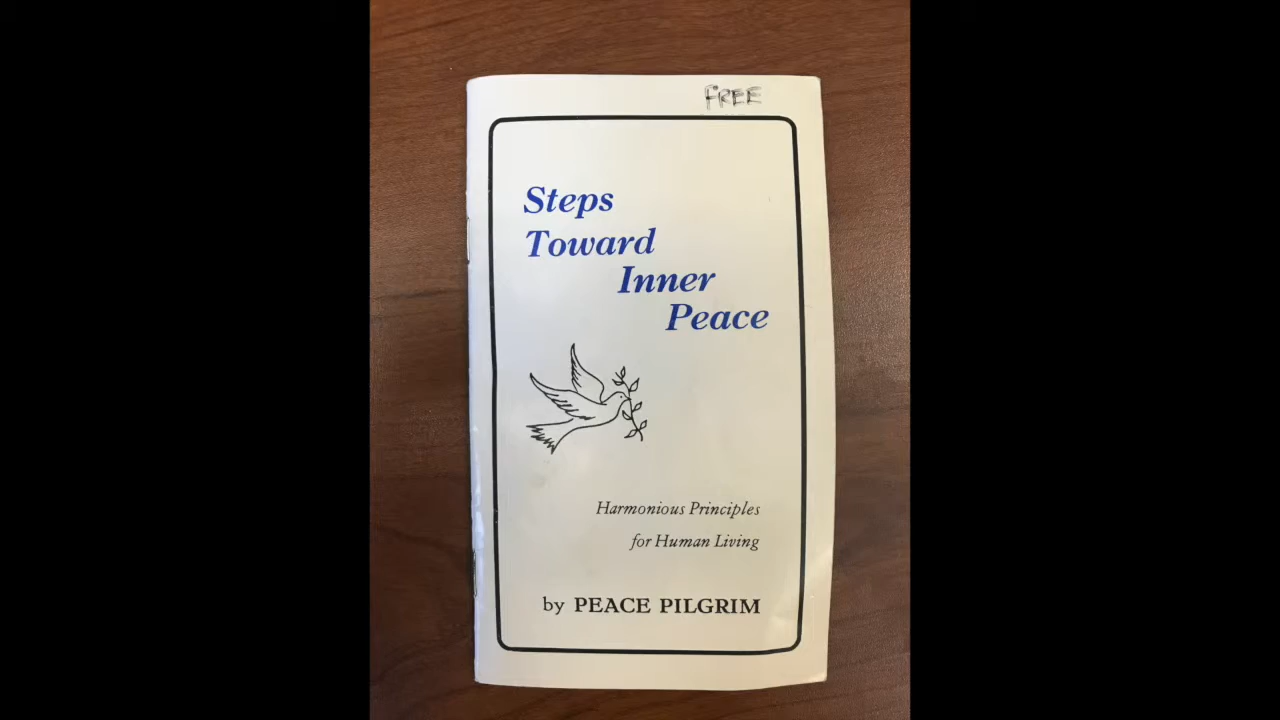 FREE
Steps
Toward
Inner
Peace
Harmonious Principles
for Human Living
by PEACE PILGRIM